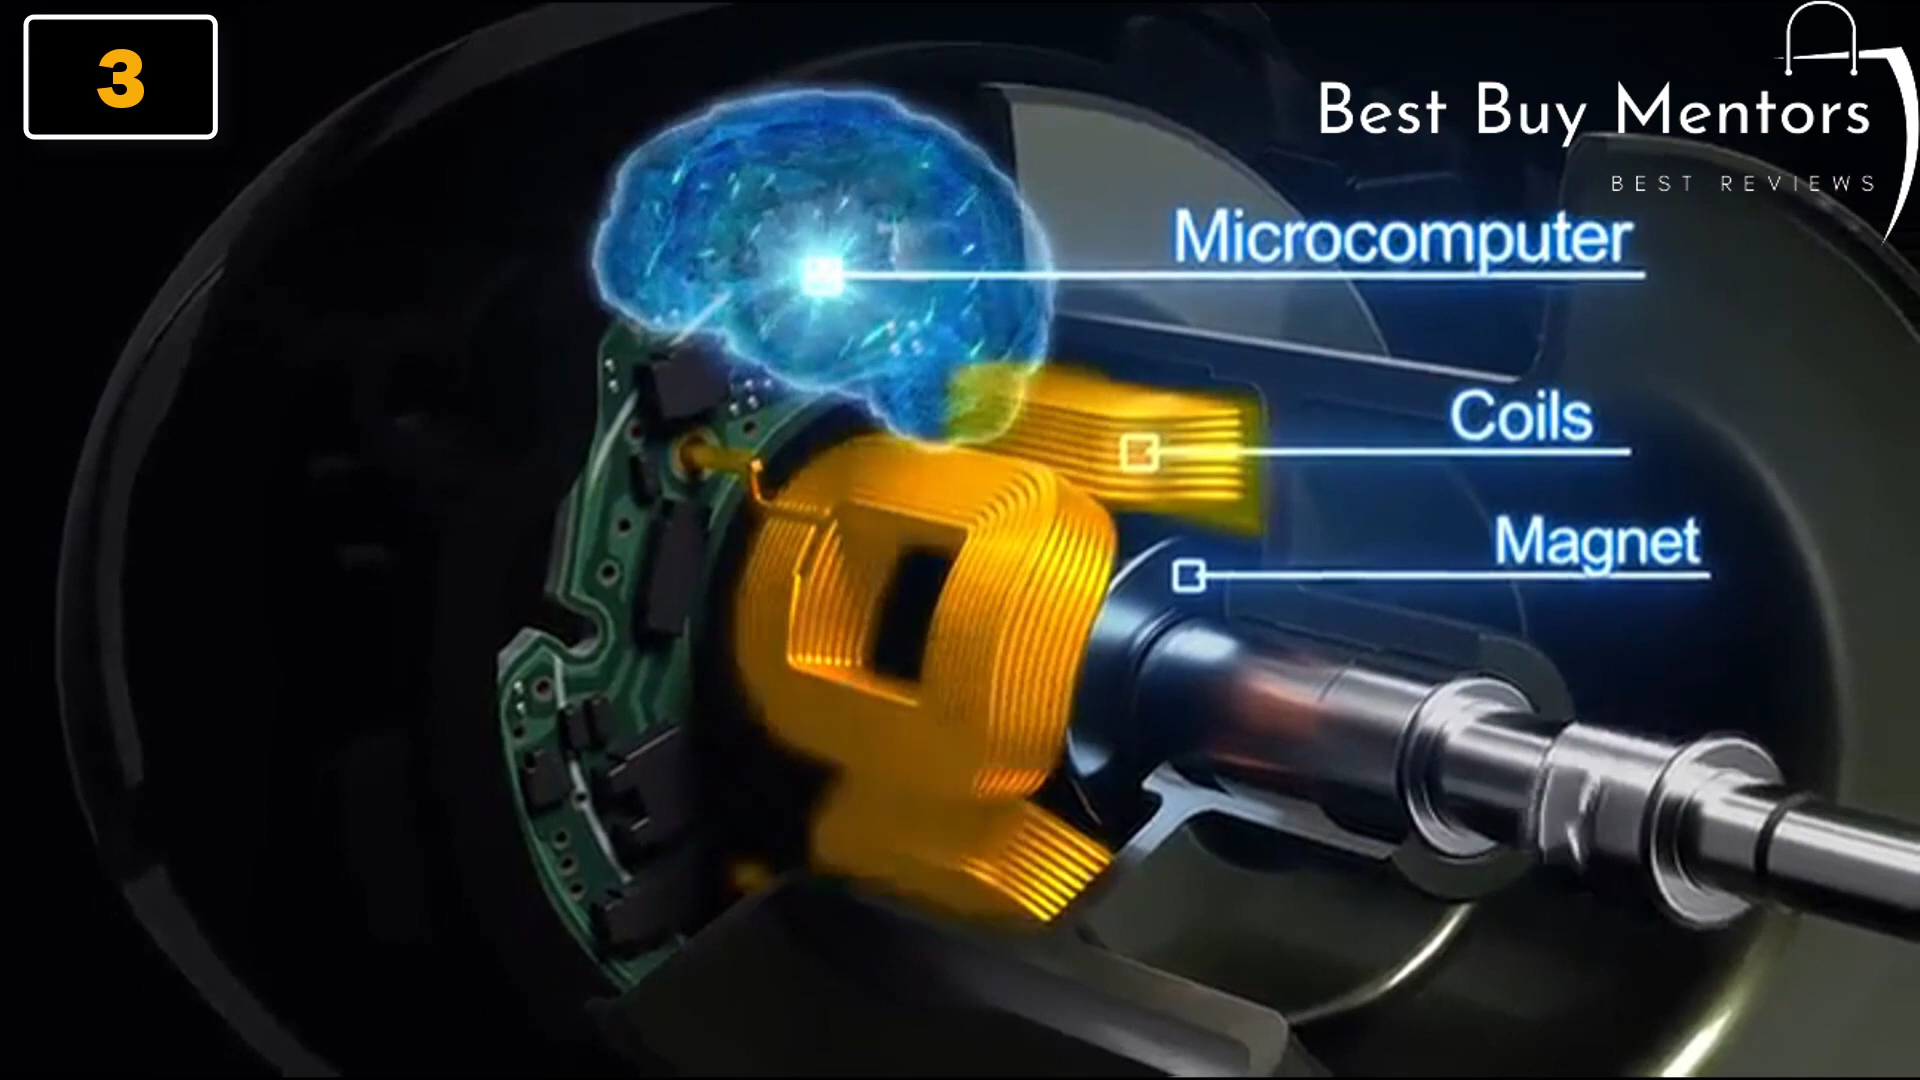 3
Best Buy Mentors
BEST REVIEWS
Microcomputer
Coils
Magnet